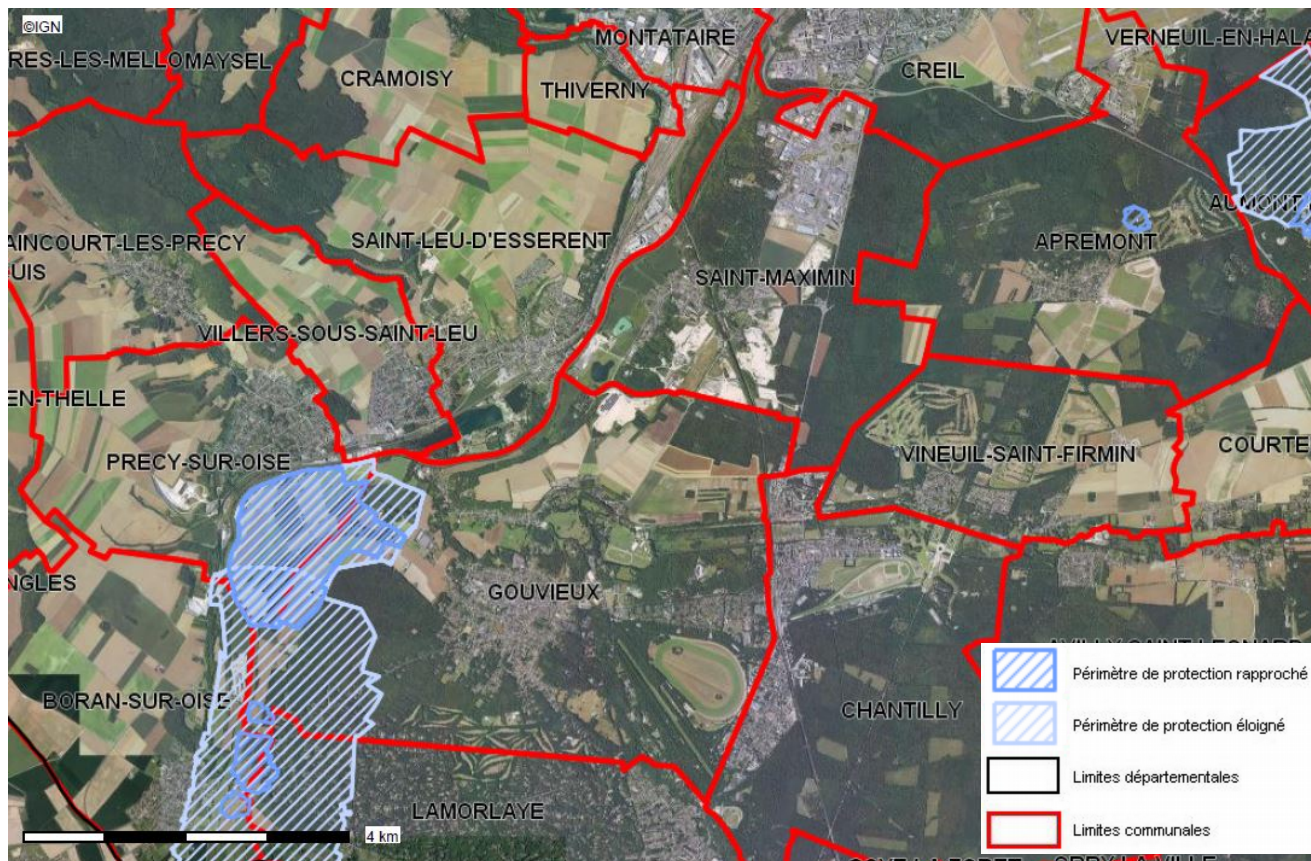 ©IGN
MONTATAIRE
VERNEUIL-EN-HALA
RES-LES-MELLO
MAYSEL
CRAMOISY
CREIL
THIVERNY
AUMONT-
AINCOURT-LES-PRECY
SAINT-LEU-D'ESSERENT
APREMONT
UIS
SAINT-MAXIMIN
VILLERS-SOUS-SAINT-LEU
EN-THELLE
PRECY-SUR-OISE
VINEUIL-SAINT-FIRMIN
COURTE
NGLES
GOUVIEUX
BORAN-SUR-OISE
CHANTILLY
LAMORLAYE
4 km
Périmètre de protection rapproché
Périmètre de protection éloigné
Limites départementales
Limites communales